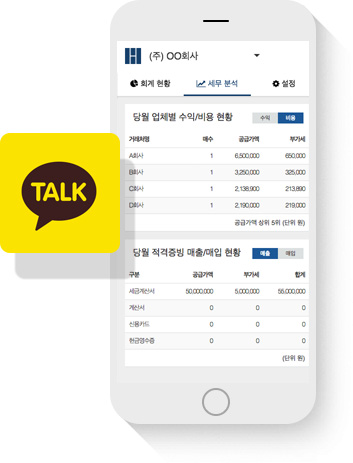 (주) OO회사
회계 현황 세무 분석 설정
당월 업체별 수익/비용 현황 수익 비용
거래처명 매수 공급가액 부가세
A회사 1 6,500,000 650,000
B회사 1 3,250,000 325,000
C회사 1 2,138,900 213,890
D회사 1 2,190,000 219,000
공급가액 상위 5위 (단위 원)
TALK
당월 적격증빙 매출/매입 현황 매출 매입
구분 공급가액 부가세 합계
세금계산서 50,000,000 5,000,000 55,000,000
계산서 0 0 0
신용카드 0 0 0
현금영수증 0 0 0
(단위 원)